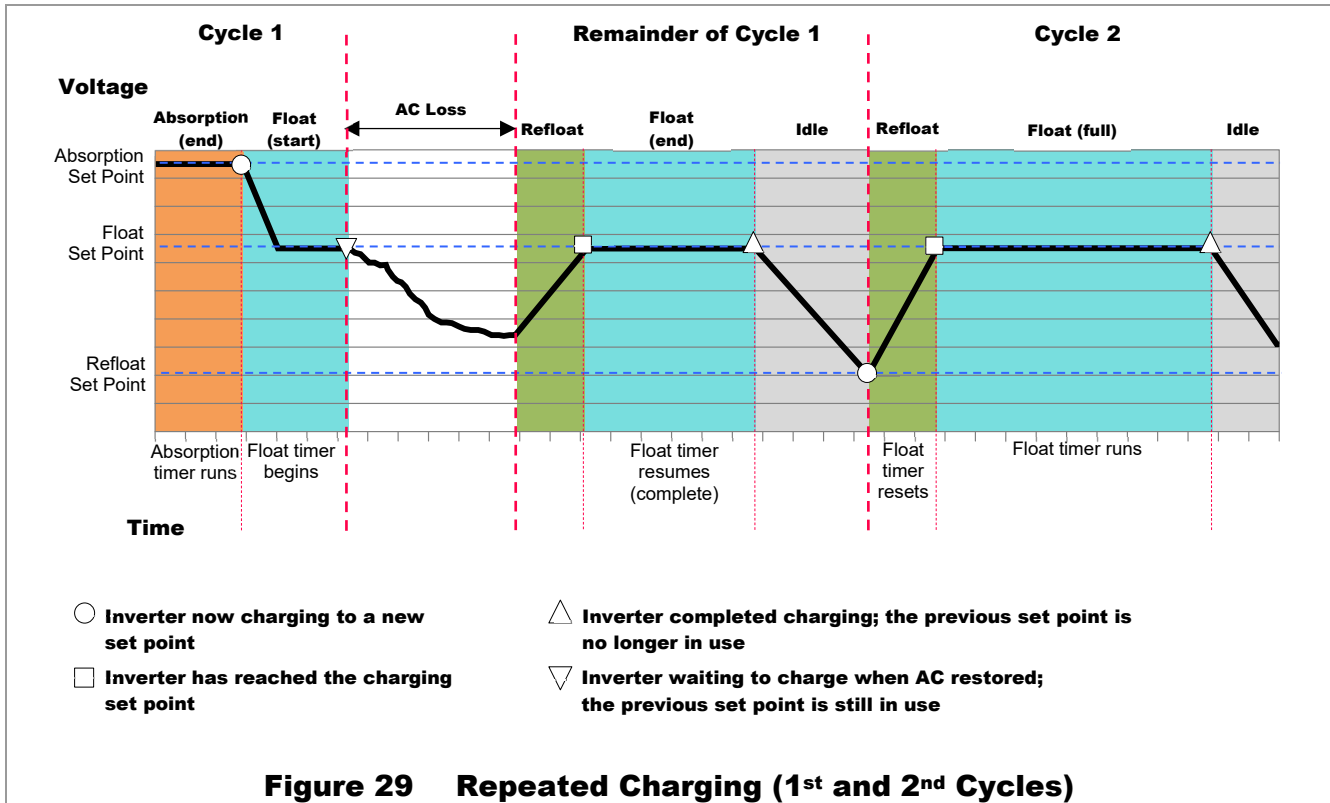 Cycle 1
Remainder of Cycle 1
Cycle 2
Voltage
AC Loss
Absorption
(end)
Float
(start)
Refloat
Float
(end)
Idle
Refloat
Float (full)
Idle
Absorption
Set Point
Float
Set Point
Refloat
Set Point
Absorption
timer runs
Float timer
begins
Float timer
resumes
(complete)
Float
timer
resets
Float timer runs
Time
Inverter now charging to a new
set point
Inverter has reached the charging
set point
Inverter completed charging; the previous set point is
no longer in use
Inverter waiting to charge when AC restored;
the previous set point is still in use
Figure 29 Repeated Charging (1st and 2nd Cycles)